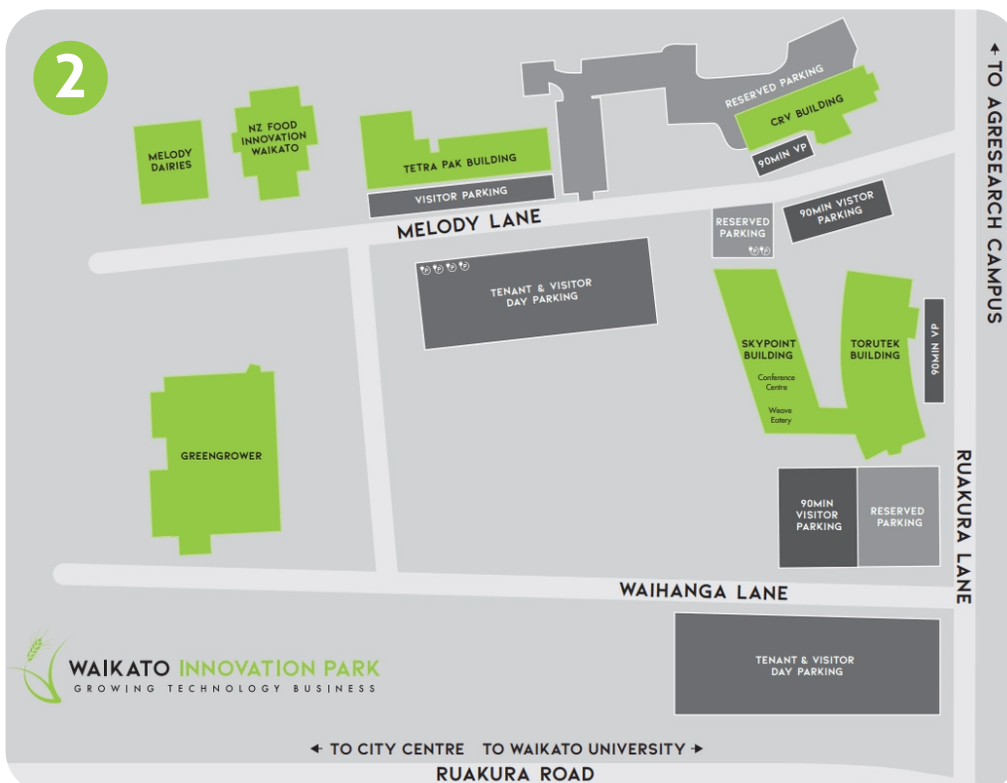 2
MELODY
DAIRIES
NZ FOOD
INNOVATION
WAIKATO
TETRA PAK BUILDING
VISITOR PARKING
RESERVED PARKING
CRV BUILDING
90MIN VP
MELODY LANE
RESERVED
PARKING
P P
90MIN VISTOR
PARKING
← TO AGRESEARCH CAMPUS
P P P P
TENANT & VISITOR
DAY PARKING
SKYPOINT
BUILDING
Conference
Centre
Weave
Eatery
TORUTEK
BUILDING
90MIN VP
GREENGROWER
90MIN
VISITOR
PARKING
RESERVED
PARKING
RUAKURA LANE
WAIHANGA LANE
TENANT & VISITOR
DAY PARKING
WAIKATO INNOVATION PARK
GROWING TECHNOLOGY BUSINESS
← TO CITY CENTRE TO WAIKATO UNIVERSITY →
RUAKURA ROAD